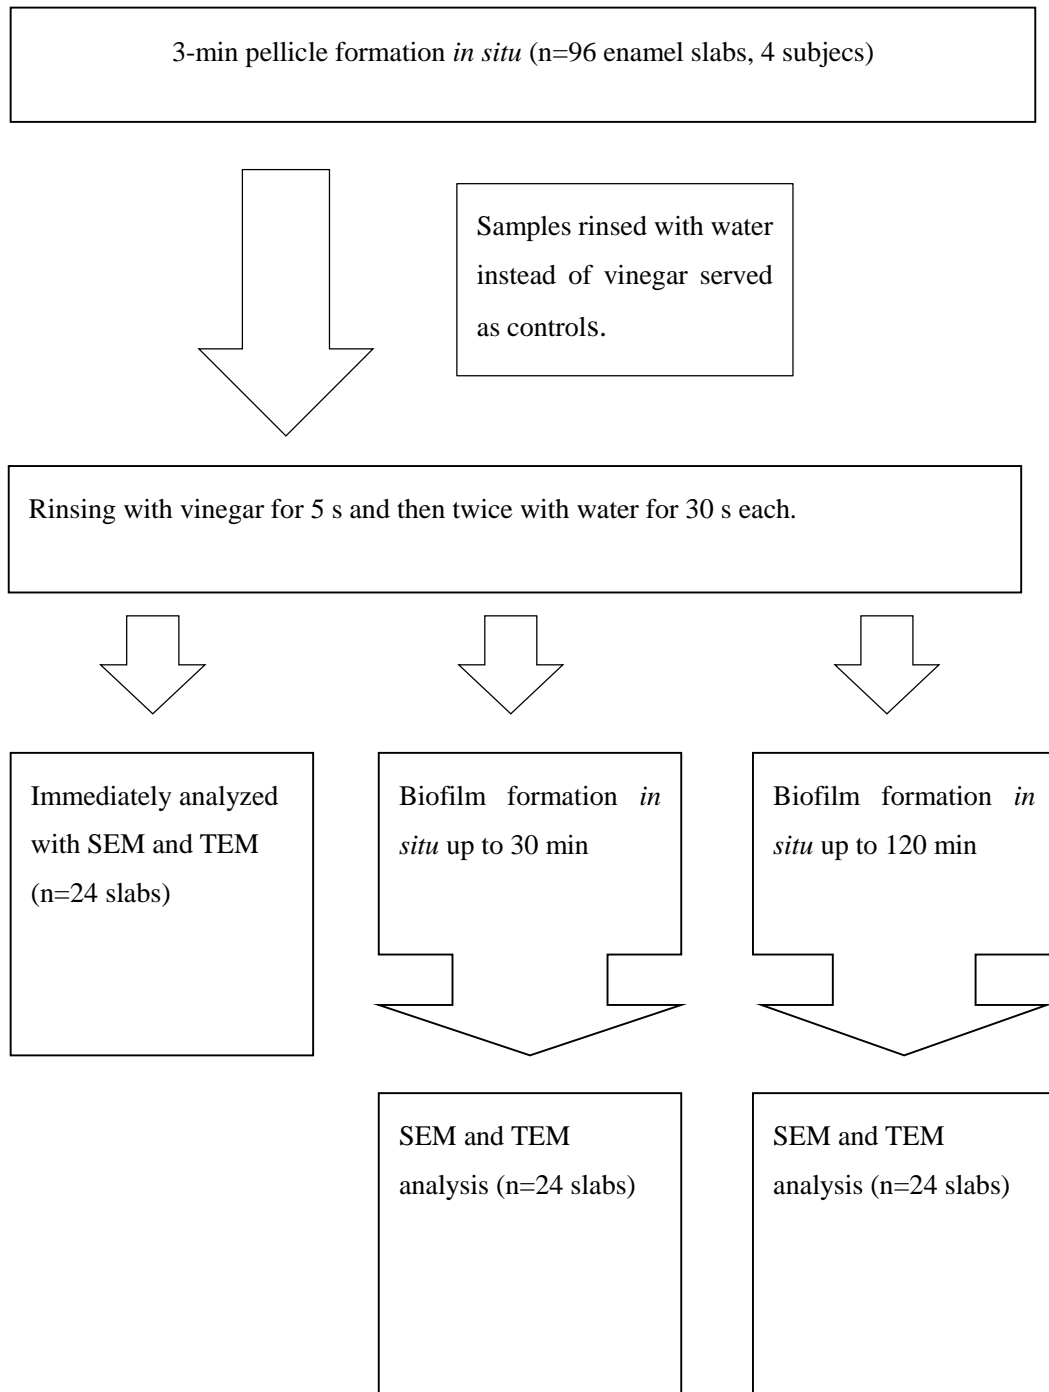 3-min pellicle formation in situ (n=96 enamel slabs, 4 subjecs)
Samples rinsed with water
instead of vinegar served
as controls.
Rinsing with vinegar for 5 s and then twice with water for 30 s each.
Immediately analyzed
with SEM and TEM
(n=24 slabs)
Biofilm formation in
situ up to 30 min
Biofilm formation in
situ up to 120 min
SEM and TEM
analysis (n=24 slabs)
SEM and TEM
analysis (n=24 slabs)